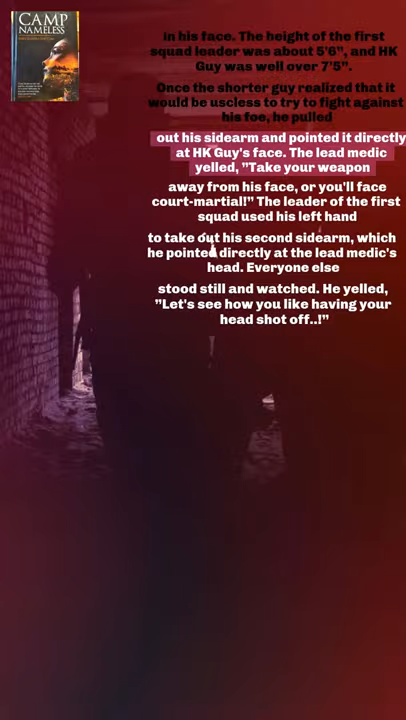 CAMP
NAMELESS
in his face. The height of the first
squad leader was about 5'6", and HK
Guy was well over 7'5".
Once the shorter guy realized that it
would be useless to try to fight against
his foe, he pulled
out his sidearm and pointed it directly
at HK Guy's face. The lead medic
yelled, "Take your weapon
away from his face, or you'll face
court-martial!" The leader of the first
squad used his left hand
to take out his second sidearm, which
he pointed directly at the lead medic's
head. Everyone else
stood still and watched. He yelled,
"Let's see how you like having your
head shot off..!"